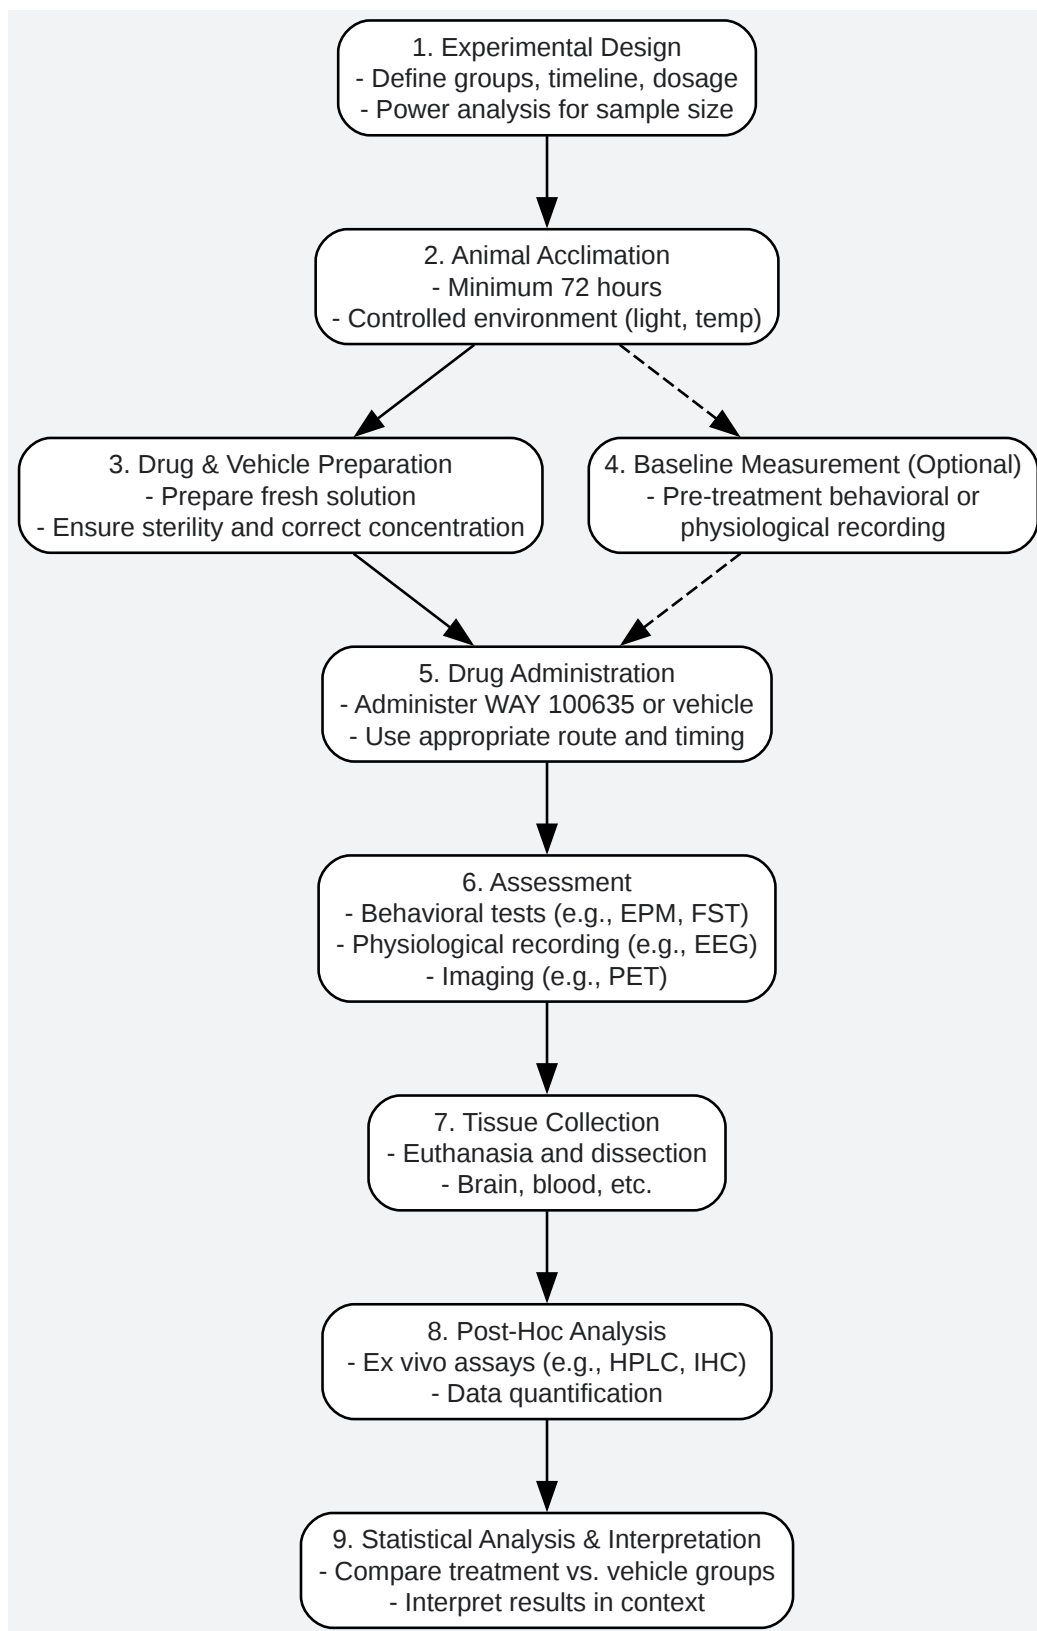 1. Experimental Design
- Define groups, timeline, dosage
- Power analysis for sample size
2. Animal Acclimation
- Minimum 72 hours
- Controlled environment (light, temp)
3. Drug & Vehicle Preparation
- Prepare fresh solution
- Ensure sterility and correct concentration
4. Baseline Measurement (Optional)
- Pre-treatment behavioral or
physiological recording
5. Drug Administration
- Administer WAY 100635 or vehicle
- Use appropriate route and timing
6. Assessment
- Behavioral tests (e.g., EPM, FST)
- Physiological recording (e.g., EEG)
- Imaging (e.g., PET)
7. Tissue Collection
- Euthanasia and dissection
- Brain, blood, etc.
8. Post-Hoc Analysis
- Ex vivo assays (e.g., HPLC, IHC)
- Data quantification
9. Statistical Analysis & Interpretation
- Compare treatment vs. vehicle groups
- Interpret results in context